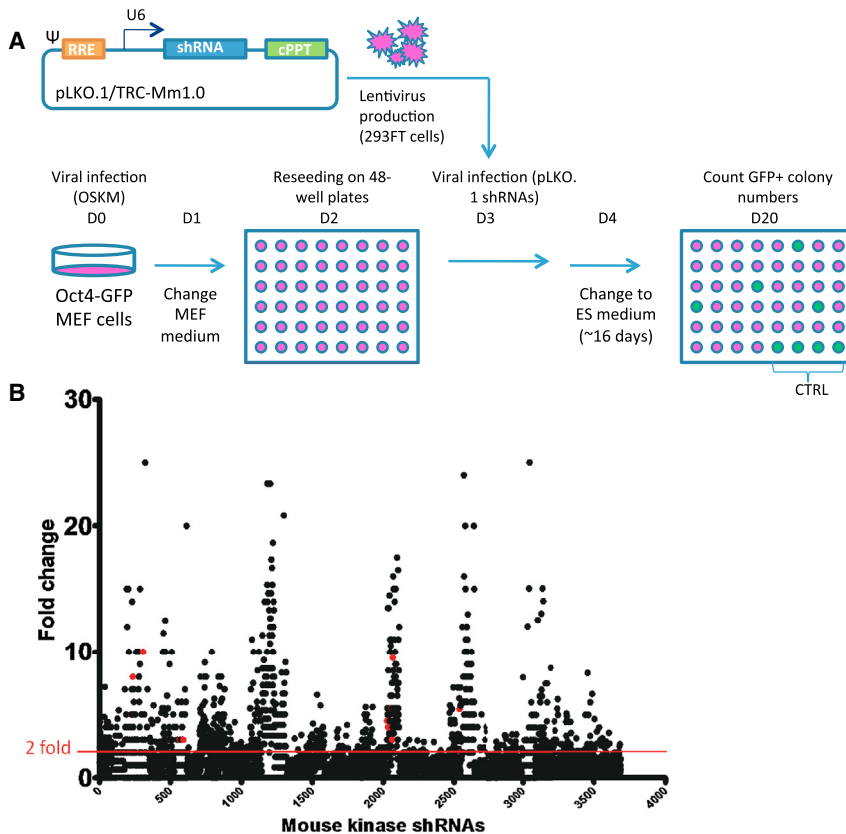 A
Ψ
U6
RRE
shRNA
cPPT
pLKO.1/TRC-Mm1.0
Lentivirus
production
(293FT cells)
Viral infection
(OSKM)
D0
D1
Reseeding on 48-
well plates
D2
Viral infection (pLKO.
1 shRNAs)
D3
D4
Count GFP+ colony
numbers
D20
Oct4-GFP
MEF cells
Change
MEF
medium
Change to
ES medium
(~16 days)
CTRL
B
Fold change
30
20
10
2 fold
0
0
500
1000
1500
2000
2500
3000
3500
4000
Mouse kinase shRNAs